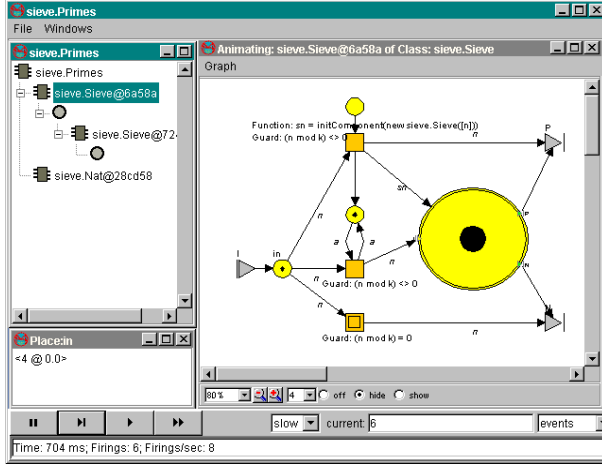 sieve.Primes
File Windows
sieve.Primes
sieve.Primes
sieve.Sieve@6a58a
sieve.Sieve@724
sieve.Nat@28cd58
Place:in
<4 @ 0.0>
Animating: sieve.Sieve@6a58a of Class: sieve.Sieve
Graph
Function: sn = initComponent(new sieve.Sieve([n]))
Guard: (n mod k) <> 0
n
P
sn
n
a
a
n
I
in
n
Guard: (n mod k) <> 0
P
N
n
n
Guard: (n mod k) = 0
80% 4 off hide show
slow current: 6 events
Time: 704 ms; Firings: 6; Firings/sec: 8